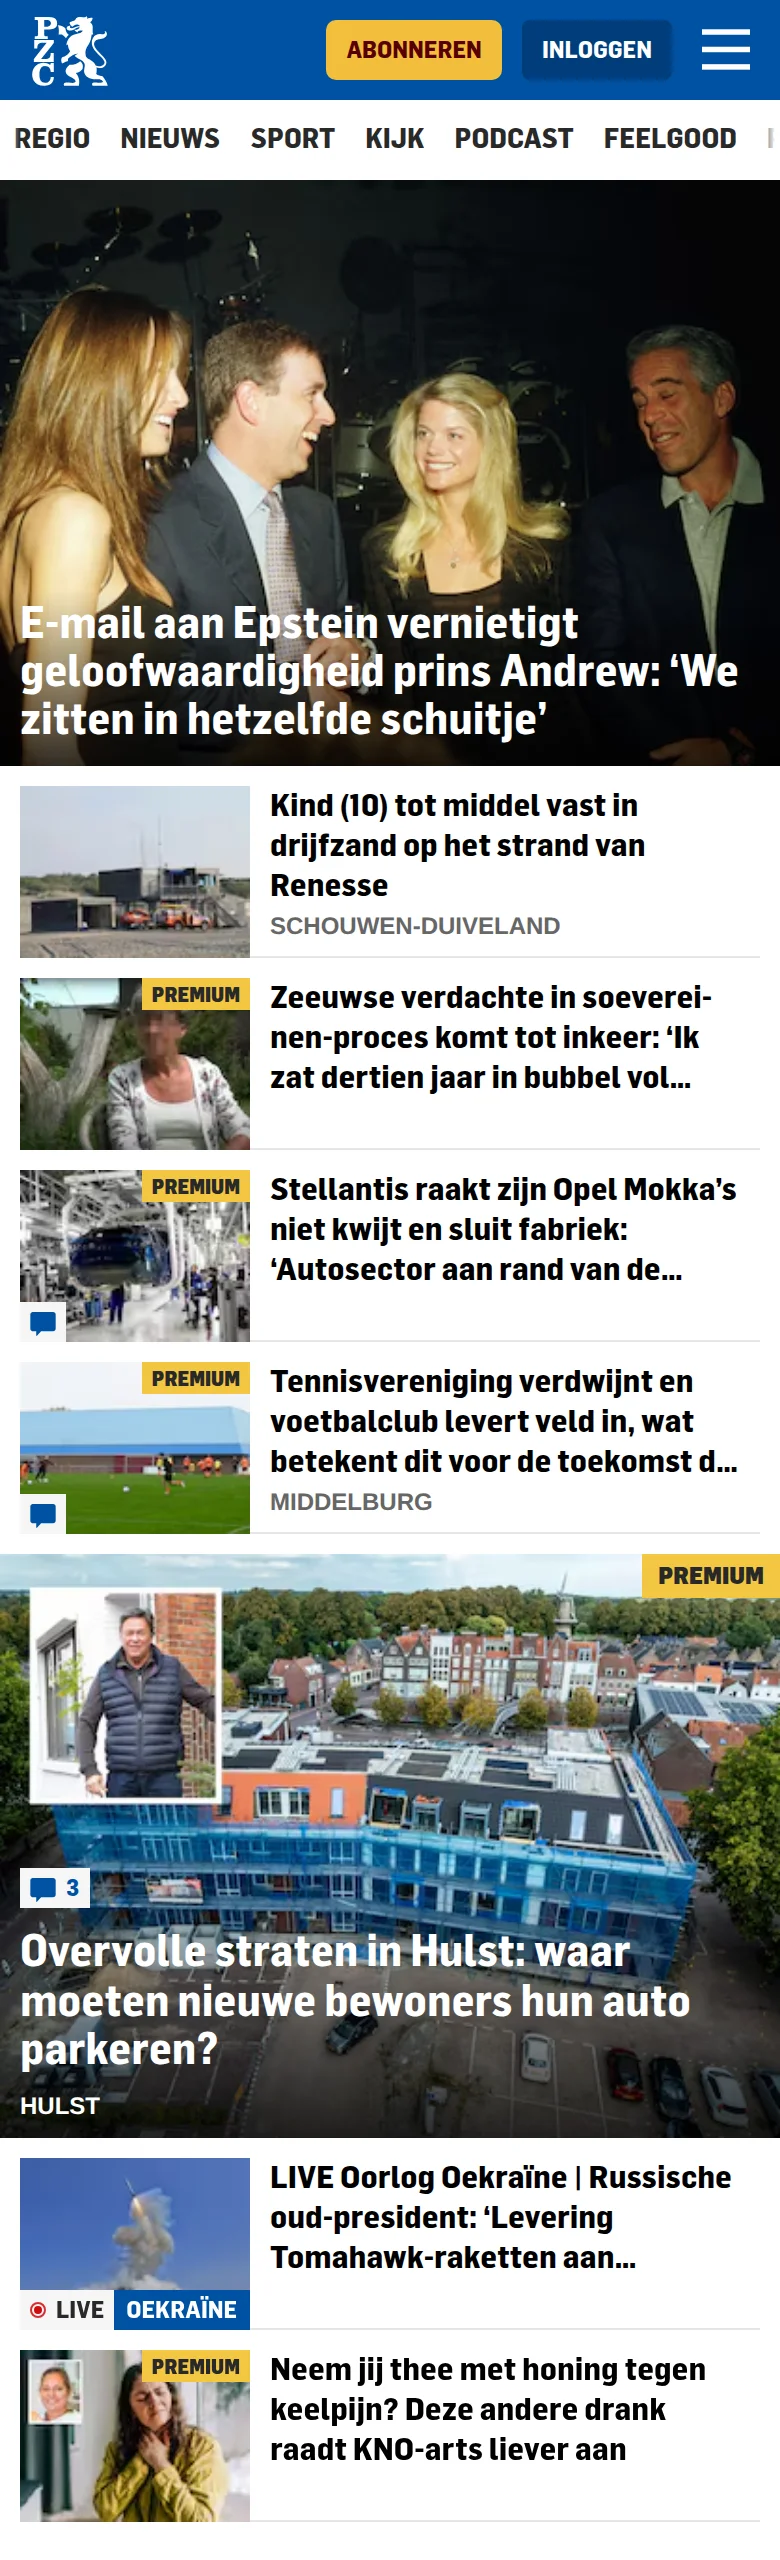 PZC
ABONNEREN
INLOGGEN
REGIO NIEUWS SPORT KIJK PODCAST FEELGOOD
E-mail aan Epstein vernietigt
geloofwaardigheid prins Andrew: ‘We
zitten in hetzelfde schuitje’
Kind (10) tot middel vast in
drijfzand op het strand van
Renesse
SCHOUWEN-DUIVELAND
PREMIUM
Zeeuwse verdachte in soeverei-
nen-proces komt tot inkeer: ‘Ik
zat dertien jaar in bubbel vol...
PREMIUM
Stellantis raakt zijn Opel Mokka’s
niet kwijt en sluit fabriek:
‘Autosector aan rand van de...
PREMIUM
Tennisvereniging verdwijnt en
voetbalclub levert veld in, wat
betekent dit voor de toekomst d...
MIDDELBURG
PREMIUM
3
Overvolle straten in Hulst: waar
moeten nieuwe bewoners hun auto
parkeren?
HULST
LIVE Oorlog Oekraïne | Russische
oud-president: ‘Levering
Tomahawk-raketten aan...
LIVE OEKRAÏNE
PREMIUM
Neem jij thee met honing tegen
keelpijn? Deze andere drank
raadt KNO-arts liever aan